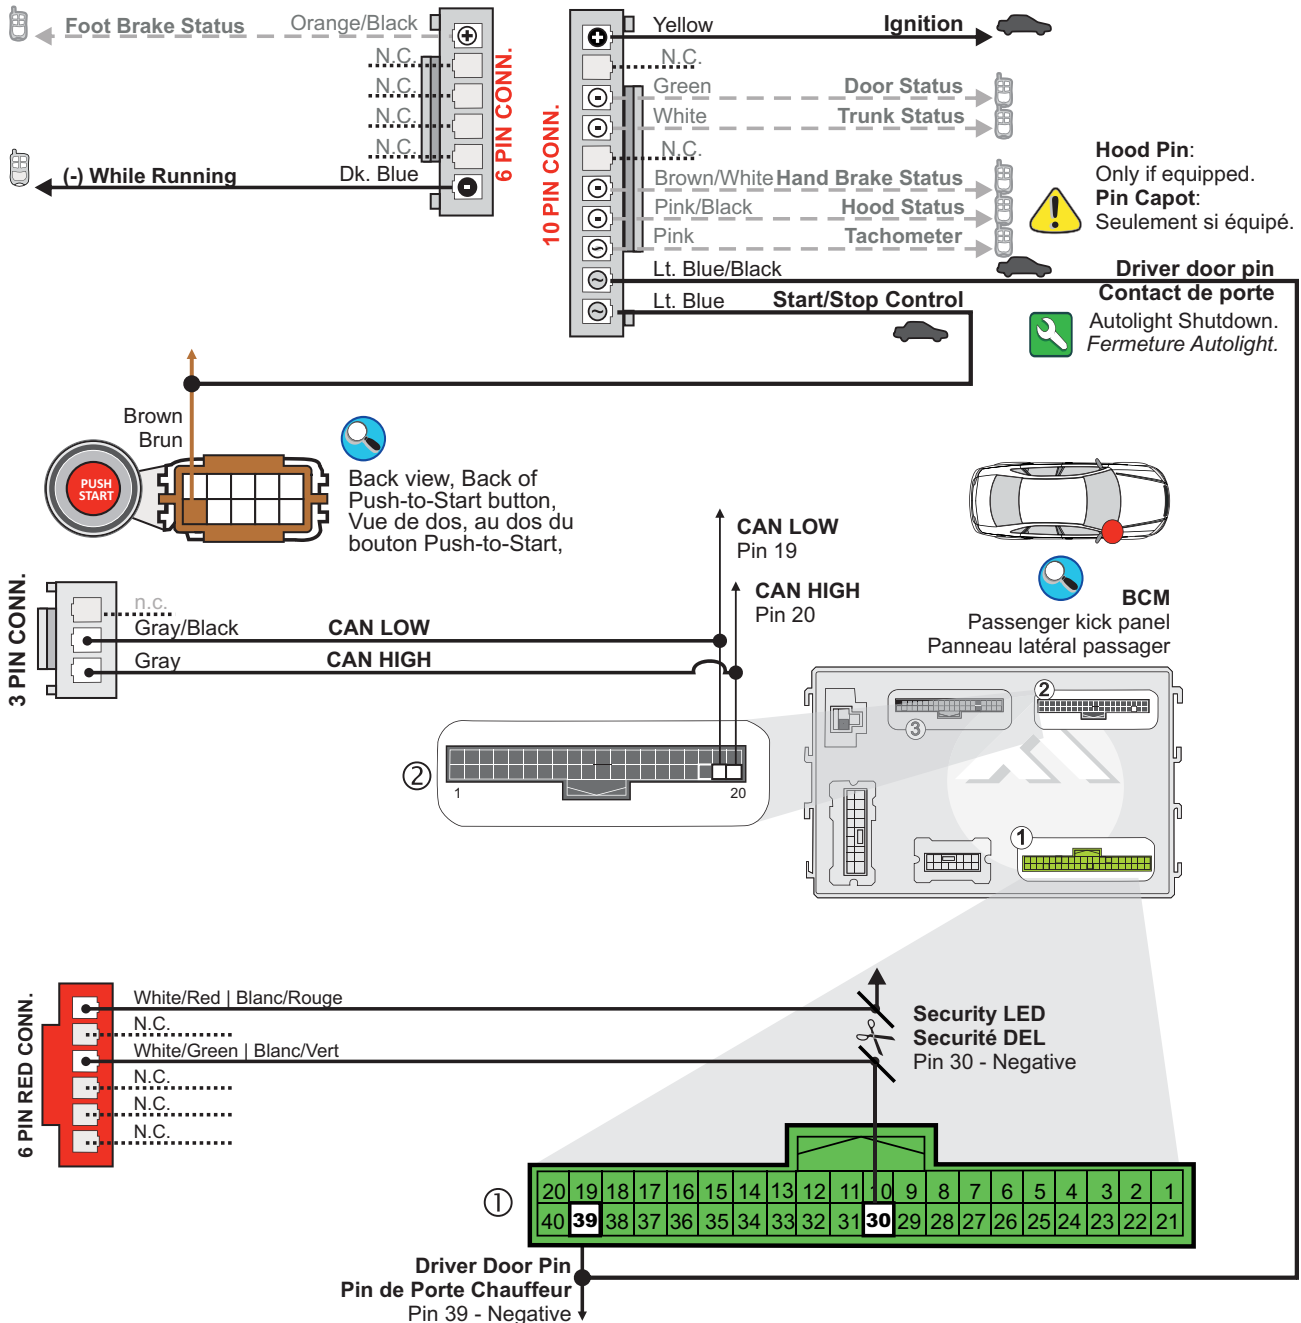 Foot Brake Status
Orange/Black
N.C.
N.C.
N.C.
N.C.
(-) While Running
Dk. Blue
6 PIN CONN.
10 PIN CONN.
Yellow
Ignition
N.C.
Green
Door Status
White
Trunk Status
N.C.
Brown/White
Hand Brake Status
Pink/Black
Hood Status
Pink
Tachometer
Lt. Blue/Black
Lt. Blue
Start/Stop Control
Hood Pin:
Only if equipped.
Pin Capot:
Seulement si équipé.
Driver door pin
Contact de porte
Autolight Shutdown.
Fermeture Autolight.
Brown
Brun
PUSH
START
Back view, Back of
Push-to-Start button,
Vue de dos, au dos du
bouton Push-to-Start,
CAN LOW
Pin 19
CAN HIGH
Pin 20
3 PIN CONN.
n.c.
Gray/Black
CAN LOW
Gray
CAN HIGH
BCM
Passenger kick panel
Panneau latéral passager
2
3
1
②
1
20
6 PIN RED CONN.
White/Red | Blanc/Rouge
N.C.
White/Green | Blanc/Vert
N.C.
N.C.
N.C.
Security LED
Securité DEL
Pin 30 - Negative
①
20 19 18 17 16 15 14 13 12 11 10 9 8 7 6 5 4 3 2 1
40 39 38 37 36 35 34 33 32 31 30 29 28 27 26 25 24 23 22 21
Driver Door Pin
Pin de Porte Chauffeur
Pin 39 - Negative